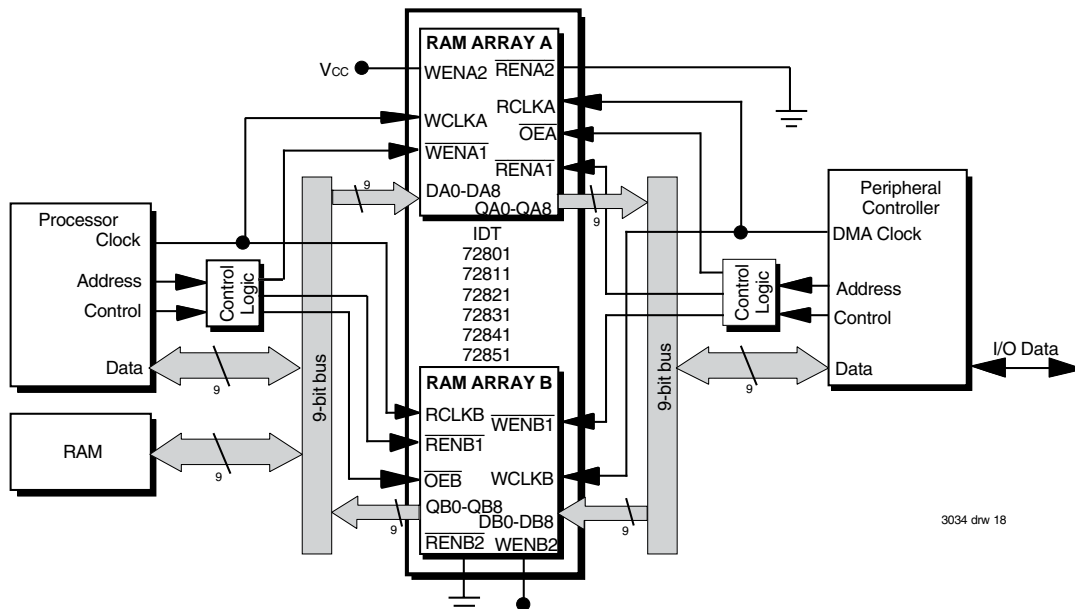 RAM ARRAY A
VCC
WENA2
RENA2
RCLKA
WCLKA
OEA
WENA1
RENA1
9
DA0-DA8
9
QA0-QA8
Processor
Clock
Address
Control
Data
9
Control
Logic
RAM
9
9-bit bus
IDT
72801
72811
72821
72831
72841
72851
9-bit bus
Peripheral
Controller
DMA Clock
Address
Control
Data
9
Control
Logic
I/O Data
RAM ARRAY B
RCLKB
WENB1
RENB1
OEB
WCLKB
QB0-QB8
9
DB0-DB8
9
RENB2
WENB2
3034 drw 18